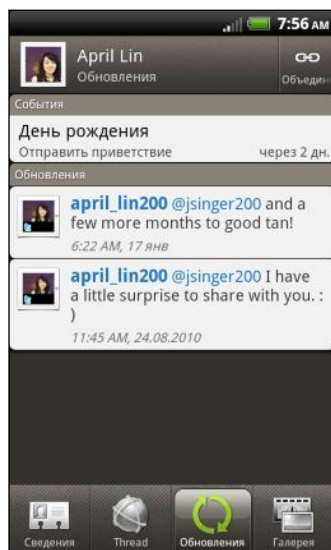 7:56 AM
April Lin
Обновления
Объедин
События
День рождения
Отправить приветствие через 2 дн.
Обновления
april_lin200 @jsinger200 and a
few more months to good tan!
6:22 AM, 17 янв
april_lin200 @jsinger200 I have
a little surprise to share with you. :
)
11:45 AM, 24.08.2010
Сведения Thread Обновления Галерея